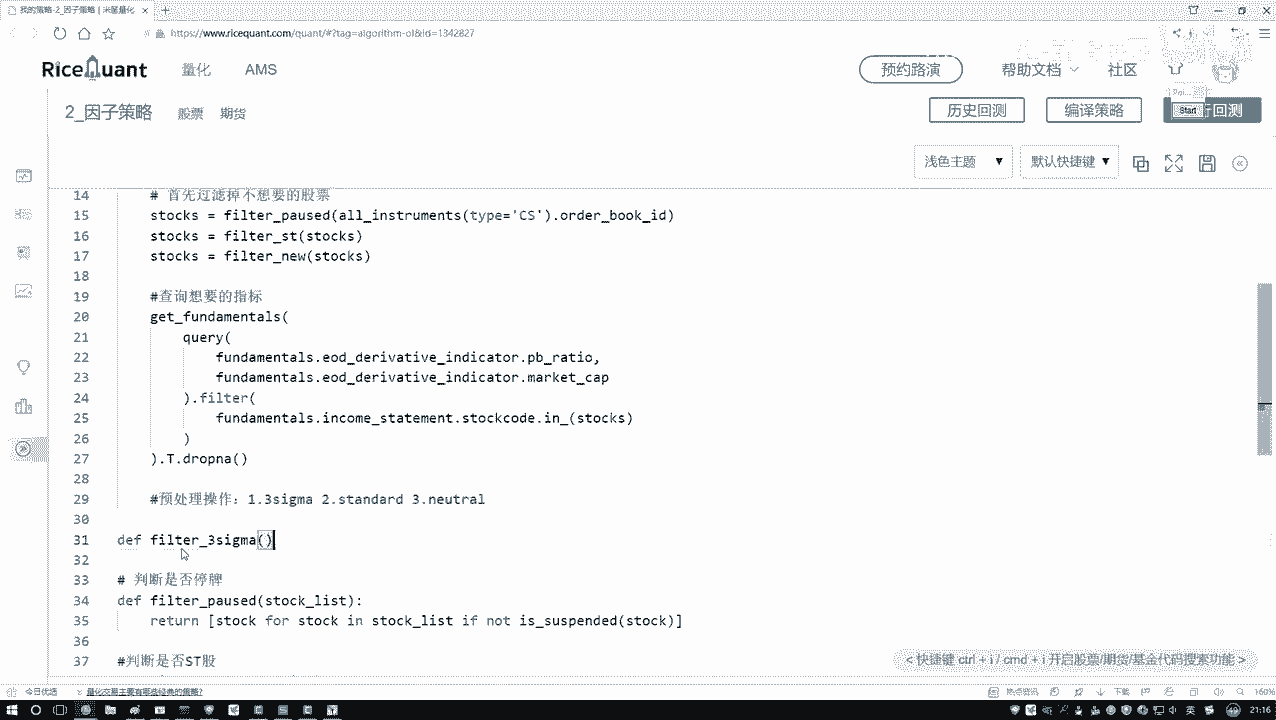 我的策略-2_因子策略 | 米筐量化
https://www.ricequant.com/quant/#?tag=algorithm-ol&id=1342827
RiceQuant 量化 AMS 预约路演 帮助文档 社区
2_因子策略 股票 期货 历史回测 编译策略 Start 行回测
浅色主题 默认快捷键
14 # 首先过滤掉不想要的股票
15 stocks = filter_paused(all_instruments(type='CS').order_book_id)
16 stocks = filter_st(stocks)
17 stocks = filter_new(stocks)
18
19 #查询想要的指标
20 get_fundamentals(
21 query(
22 fundamentals.eod_derivative_indicator.pb_ratio,
23 fundamentals.eod_derivative_indicator.market_cap
24 ).filter(
25 fundamentals.income_statement.stockcode.in_(stocks)
26 )
27 ).T.dropna()
28
29 #预处理操作：1.3sigma 2.standard 3.neutral
30
31 def filter_3sigma()
32
33 # 判断是否停牌
34 def filter_paused(stock_list):
35 return [stock for stock in stock_list if not is_suspended(stock)]
36
37 #判断是否ST股
<快捷键 ctrl + i / cmd + i 开启股票/期货/基金代码搜索功能>
今日优选 量化交易主要有哪些经典的策略? 热点资讯 下载 160%
英 21:16